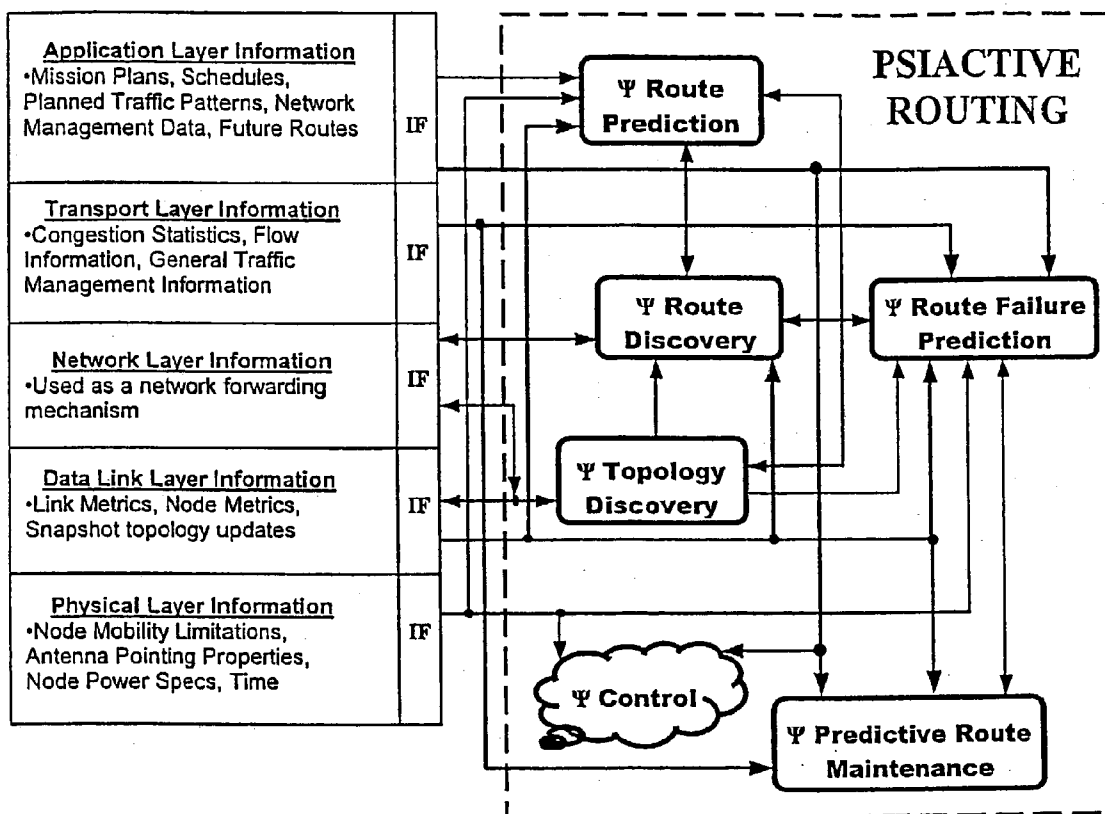 Application Layer Information
•Mission Plans, Schedules,
Planned Traffic Patterns, Network
Management Data, Future Routes
IF
Transport Layer Information
•Congestion Statistics, Flow
Information, General Traffic
Management Information
IF
Network Layer Information
•Used as a network forwarding
mechanism
IF
Data Link Layer Information
•Link Metrics, Node Metrics,
Snapshot topology updates
IF
Physical Layer Information
•Node Mobility Limitations,
Antenna Pointing Properties,
Node Power Specs, Time
IF
PSIACTIVE
ROUTING
Ψ Route
Prediction
Ψ Route
Discovery
Ψ Route Failure
Prediction
Ψ Topology
Discovery
Ψ Control
Ψ Predictive Route
Maintenance